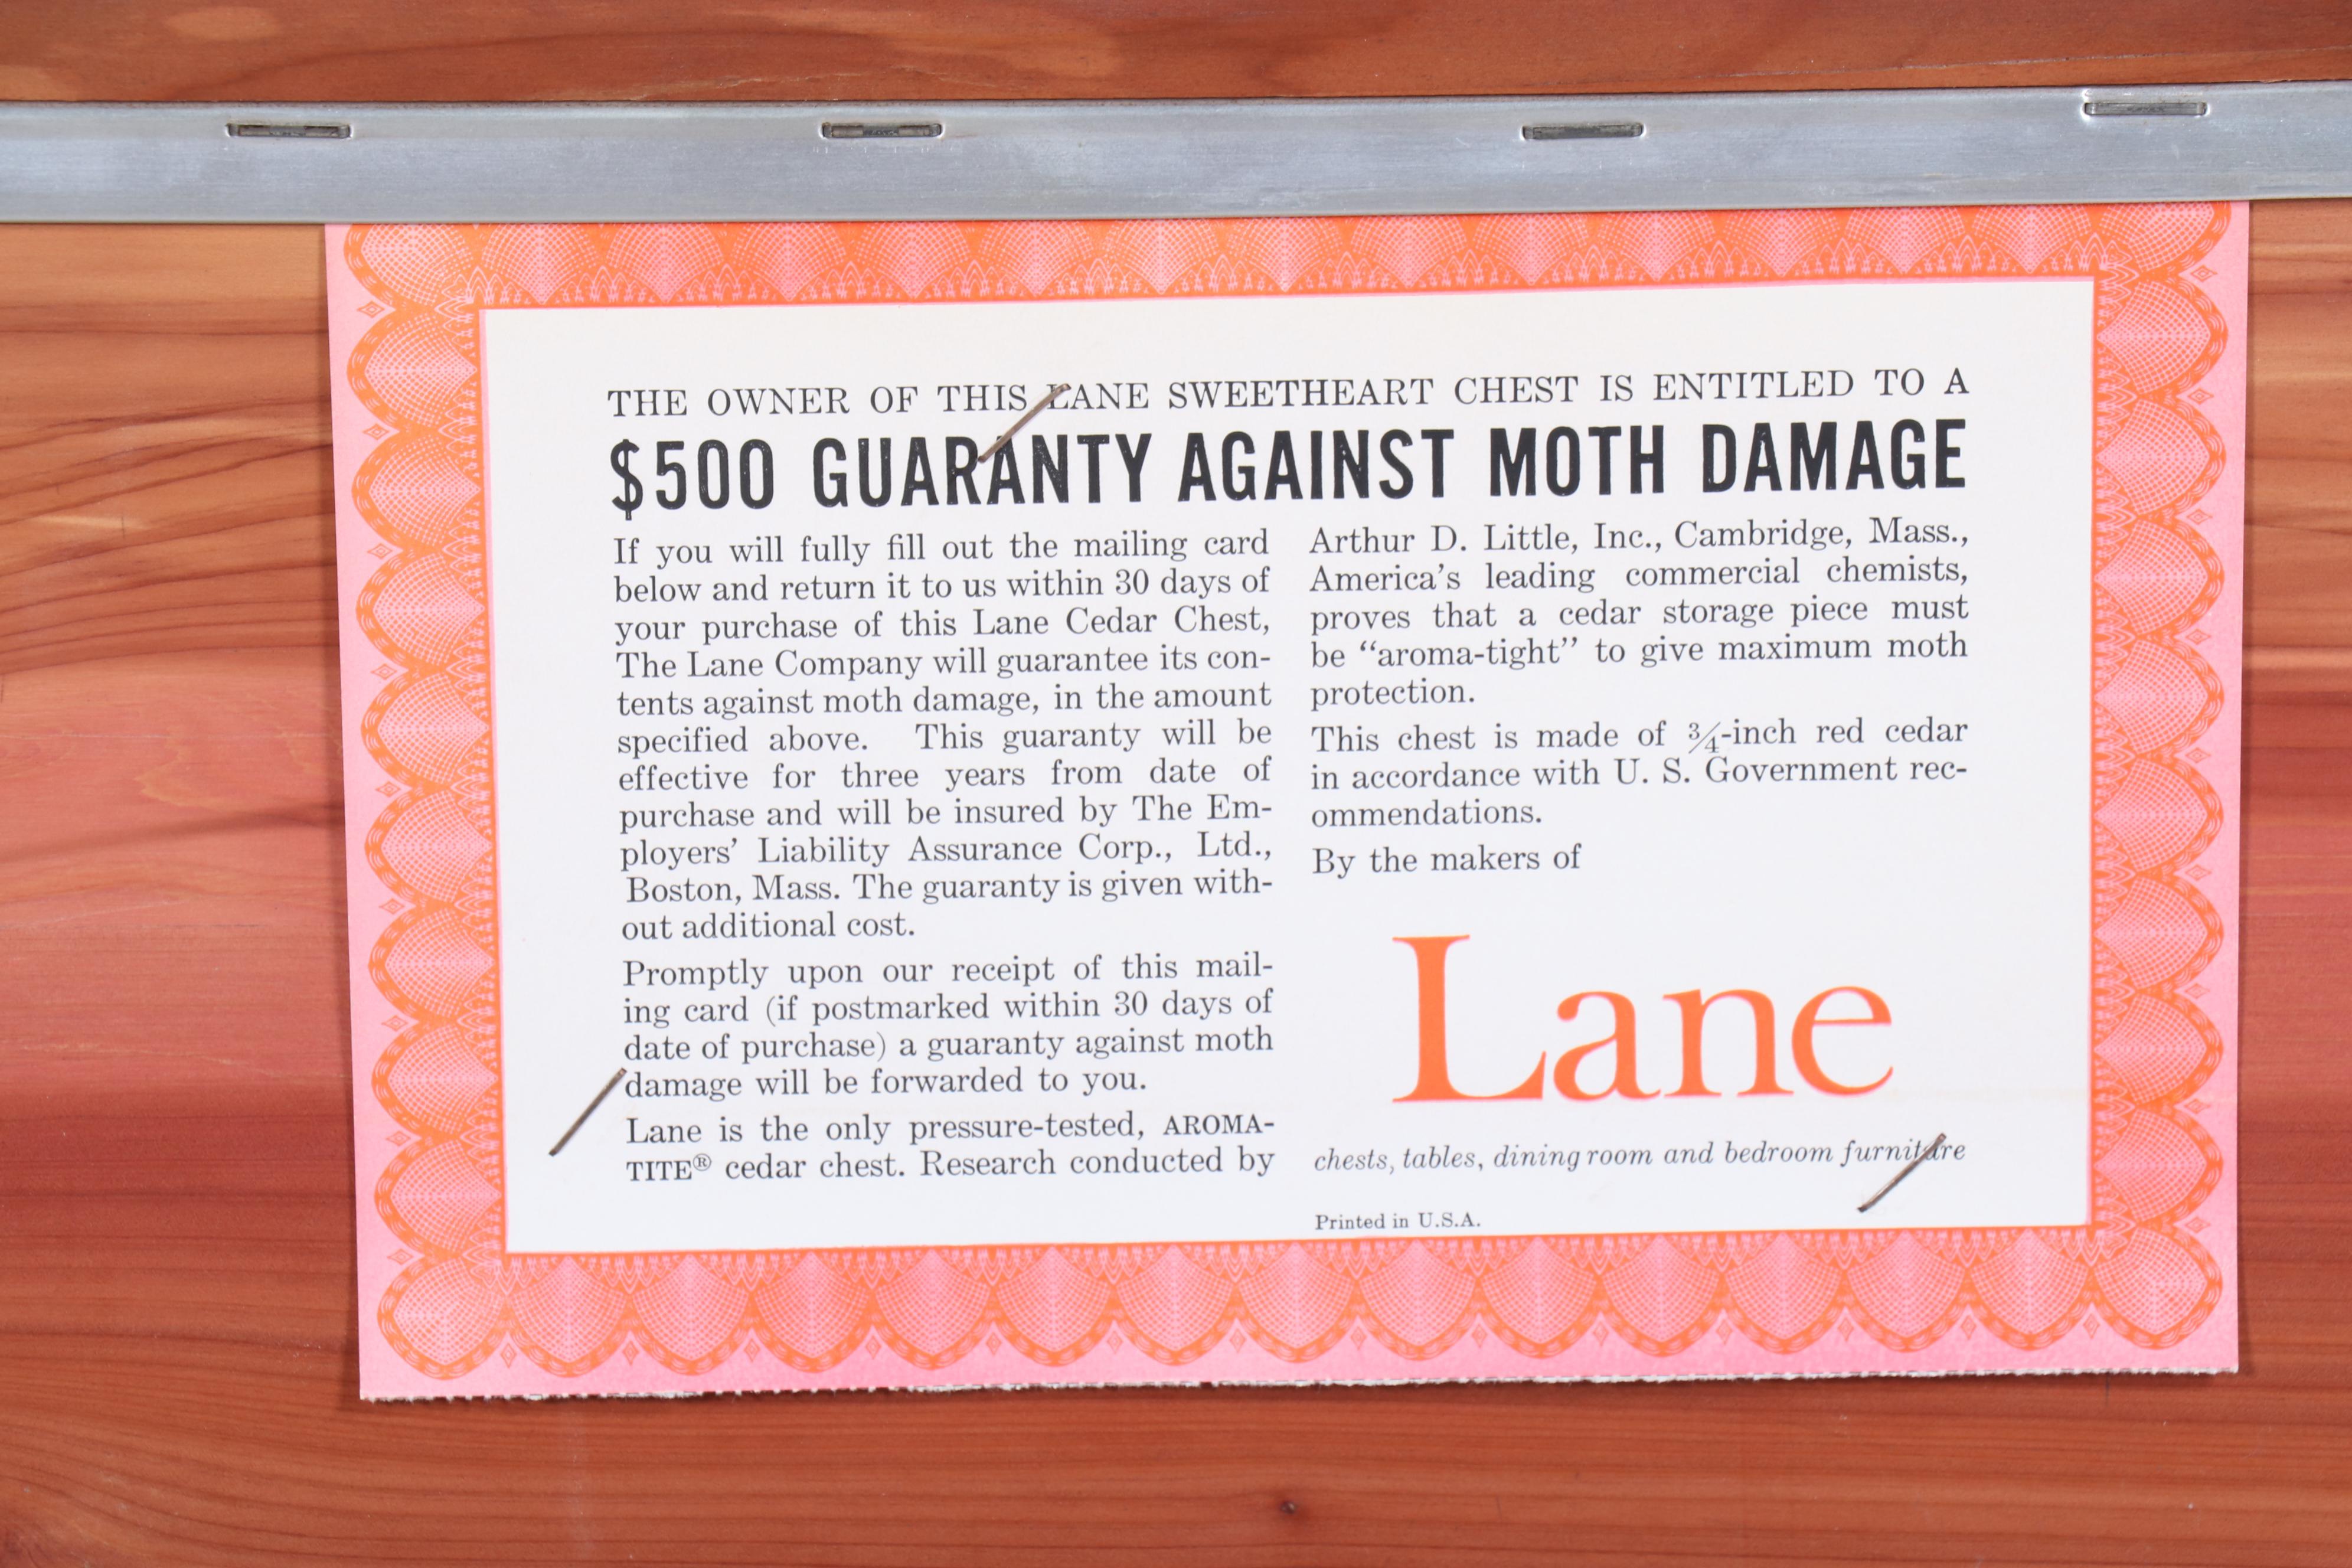 THE OWNER OF THIS LANE SWEETHEART CHEST IS ENTITLED TO A
$500 GUARANTY AGAINST MOTH DAMAGE
If you will fully fill out the mailing card
below and return it to us within 30 days of
your purchase of this Lane Cedar Chest,
The Lane Company will guarantee its con-
tents against moth damage, in the amount
specified above. This guaranty will be
effective for three years from date of
purchase and will be insured by The Em-
ployers' Liability Assurance Corp., Ltd.,
Boston, Mass. The guaranty is given with-
out additional cost.
Promptly upon our receipt of this mail-
ing card (if postmarked within 30 days of
date of purchase) a guaranty against moth
damage will be forwarded to you.
Lane is the only pressure-tested, AROMA-
TITE® cedar chest. Research conducted by
Arthur D. Little, Inc., Cambridge, Mass.,
America's leading commercial chemists,
proves that a cedar storage piece must
be “aroma-tight” to give maximum moth
protection.
This chest is made of ¾-inch red cedar
in accordance with U. S. Government rec-
ommendations.
By the makers of
Lane
chests, tables, dining room and bedroom furniture
Printed in U.S.A.